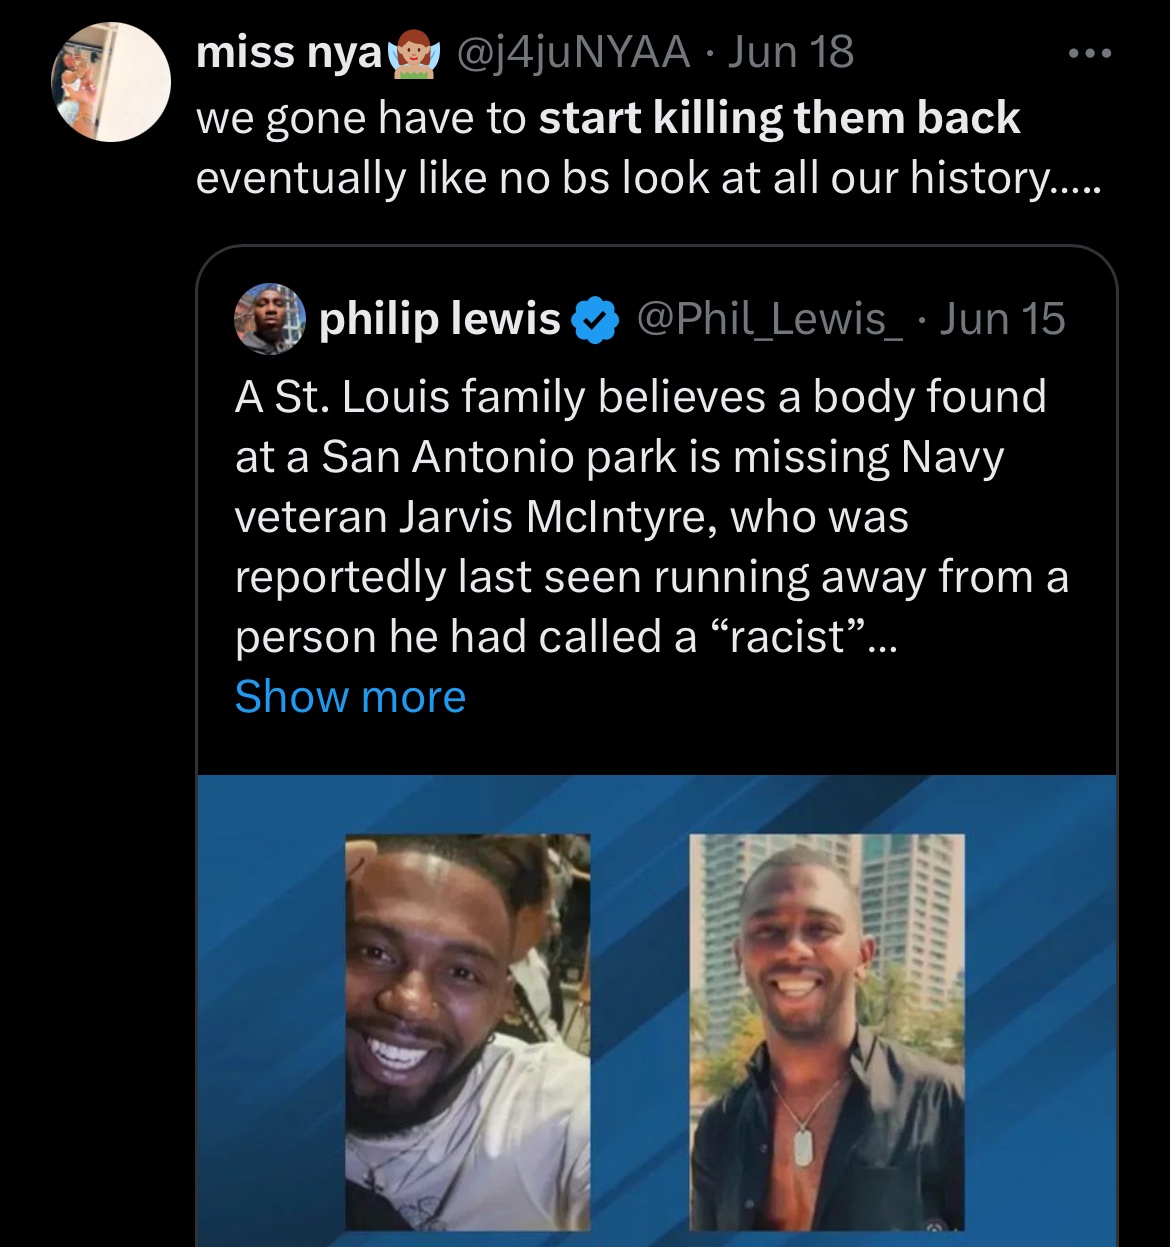 miss nya🧚🏽‍♀️ @j4juNYAA · Jun 18
we gone have to start killing them back
eventually like no bs look at all our history.....
philip lewis @Phil_Lewis_ · Jun 15
A St. Louis family believes a body found
at a San Antonio park is missing Navy
veteran Jarvis McIntyre, who was
reportedly last seen running away from a
person he had called a “racist”...
Show more